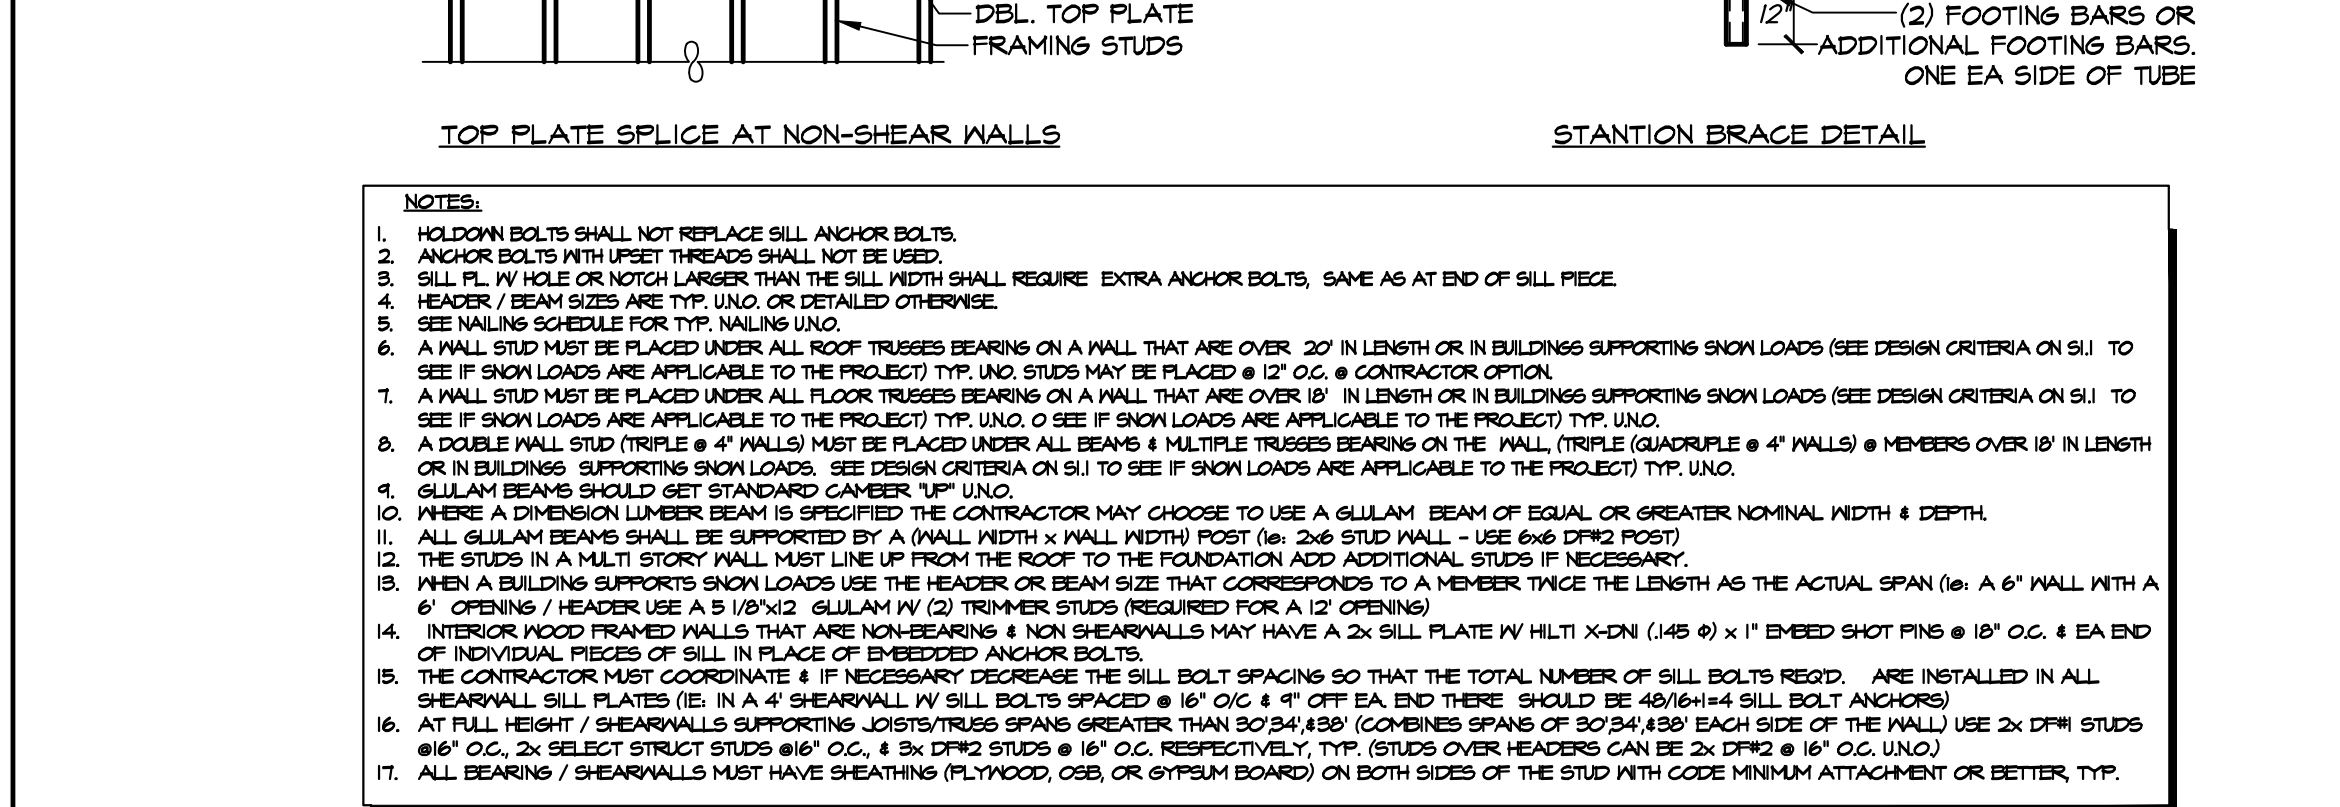 DBL. TOP PLATE
FRAMING STUDS
12"
(2) FOOTING BARS OR
ADDITIONAL FOOTING BARS.
ONE EA SIDE OF TUBE
TOP PLATE SPLICE AT NON-SHEAR WALLS
STANTION BRACE DETAIL
NOTES:
1. HOLDOWN BOLTS SHALL NOT REPLACE SILL ANCHOR BOLTS.
2. ANCHOR BOLTS WITH UPSET THREADS SHALL NOT BE USED.
3. SILL PL. W/ HOLE OR NOTCH LARGER THAN THE SILL WIDTH SHALL REQUIRE EXTRA ANCHOR BOLTS, SAME AS AT END OF SILL PIECE.
4. HEADER / BEAM SIZES ARE TYP. U.N.O. OR DETAILED OTHERWISE.
5. SEE NAILING SCHEDULE FOR TYP. NAILING U.N.O.
6. A WALL STUD MUST BE PLACED UNDER ALL ROOF TRUSSES BEARING ON A WALL THAT ARE OVER 20' IN LENGTH OR IN BUILDINGS SUPPORTING SNOW LOADS (SEE DESIGN CRITERIA ON S1.1 TO
SEE IF SNOW LOADS ARE APPLICABLE TO THE PROJECT) TYP. UNO. STUDS MAY BE PLACED @ 12" O.C. @ CONTRACTOR OPTION.
7. A WALL STUD MUST BE PLACED UNDER ALL FLOOR TRUSSES BEARING ON A WALL THAT ARE OVER 18' IN LENGTH OR IN BUILDINGS SUPPORTING SNOW LOADS (SEE DESIGN CRITERIA ON S1.1 TO
SEE IF SNOW LOADS ARE APPLICABLE TO THE PROJECT) TYP. U.N.O. O SEE IF SNOW LOADS ARE APPLICABLE TO THE PROJECT) TYP. U.N.O.
8. A DOUBLE WALL STUD (TRIPLE @ 4" WALLS) MUST BE PLACED UNDER ALL BEAMS & MULTIPLE TRUSSES BEARING ON THE WALL, (TRIPLE (QUADRUPLE @ 4" WALLS) @ MEMBERS OVER 18' IN LENGTH
OR IN BUILDINGS SUPPORTING SNOW LOADS. SEE DESIGN CRITERIA ON S1.1 TO SEE IF SNOW LOADS ARE APPLICABLE TO THE PROJECT) TYP. U.N.O.
9. GLULAM BEAMS SHOULD GET STANDARD CAMBER "UP" U.N.O.
10. WHERE A DIMENSION LUMBER BEAM IS SPECIFIED THE CONTRACTOR MAY CHOOSE TO USE A GLULAM BEAM OF EQUAL OR GREATER NOMINAL WIDTH & DEPTH.
11. ALL GLULAM BEAMS SHALL BE SUPPORTED BY A (WALL WIDTH x WALL WIDTH) POST (ie: 2x6 STUD WALL - USE 6x6 DF#2 POST)
12. THE STUDS IN A MULTI STORY WALL MUST LINE UP FROM THE ROOF TO THE FOUNDATION ADD ADDITIONAL STUDS IF NECESSARY.
13. WHEN A BUILDING SUPPORTS SNOW LOADS USE THE HEADER OR BEAM SIZE THAT CORRESPONDS TO A MEMBER TWICE THE LENGTH AS THE ACTUAL SPAN (ie: A 6" WALL WITH A
6' OPENING / HEADER USE A 5 1/8"x12 GLULAM W/ (2) TRIMMER STUDS (REQUIRED FOR A 12' OPENING)
14. INTERIOR WOOD FRAMED WALLS THAT ARE NON-BEARING & NON SHEARWALLS MAY HAVE A 2x SILL PLATE W/ HILTI X-DNI (.145 Φ) x 1" EMBED SHOT PINS @ 18" O.C. & EA END
OF INDIVIDUAL PIECES OF SILL IN PLACE OF EMBEDDED ANCHOR BOLTS.
15. THE CONTRACTOR MUST COORDINATE & IF NECESSARY DECREASE THE SILL BOLT SPACING SO THAT THE TOTAL NUMBER OF SILL BOLTS REQ'D. ARE INSTALLED IN ALL
SHEARWALL SILL PLATES (IE: IN A 4' SHEARWALL W/ SILL BOLTS SPACED @ 16" O/C & 9" OFF EA. END THERE SHOULD BE 48/16+1=4 SILL BOLT ANCHORS)
16. AT FULL HEIGHT / SHEARWALLS SUPPORTING JOISTS/TRUSS SPANS GREATER THAN 30',34',&38' (COMBINES SPANS OF 30',34',&38' EACH SIDE OF THE WALL) USE 2x DF#1 STUDS
@16" O.C., 2x SELECT STRUCT STUDS @16" O.C., & 3x DF#2 STUDS @ 16" O.C. RESPECTIVELY, TYP. (STUDS OVER HEADERS CAN BE 2x DF#2 @ 16" O.C. U.N.O.)
17. ALL BEARING / SHEARWALLS MUST HAVE SHEATHING (PLYWOOD, OSB, OR GYPSUM BOARD) ON BOTH SIDES OF THE STUD WITH CODE MINIMUM ATTACHMENT OR BETTER, TYP.